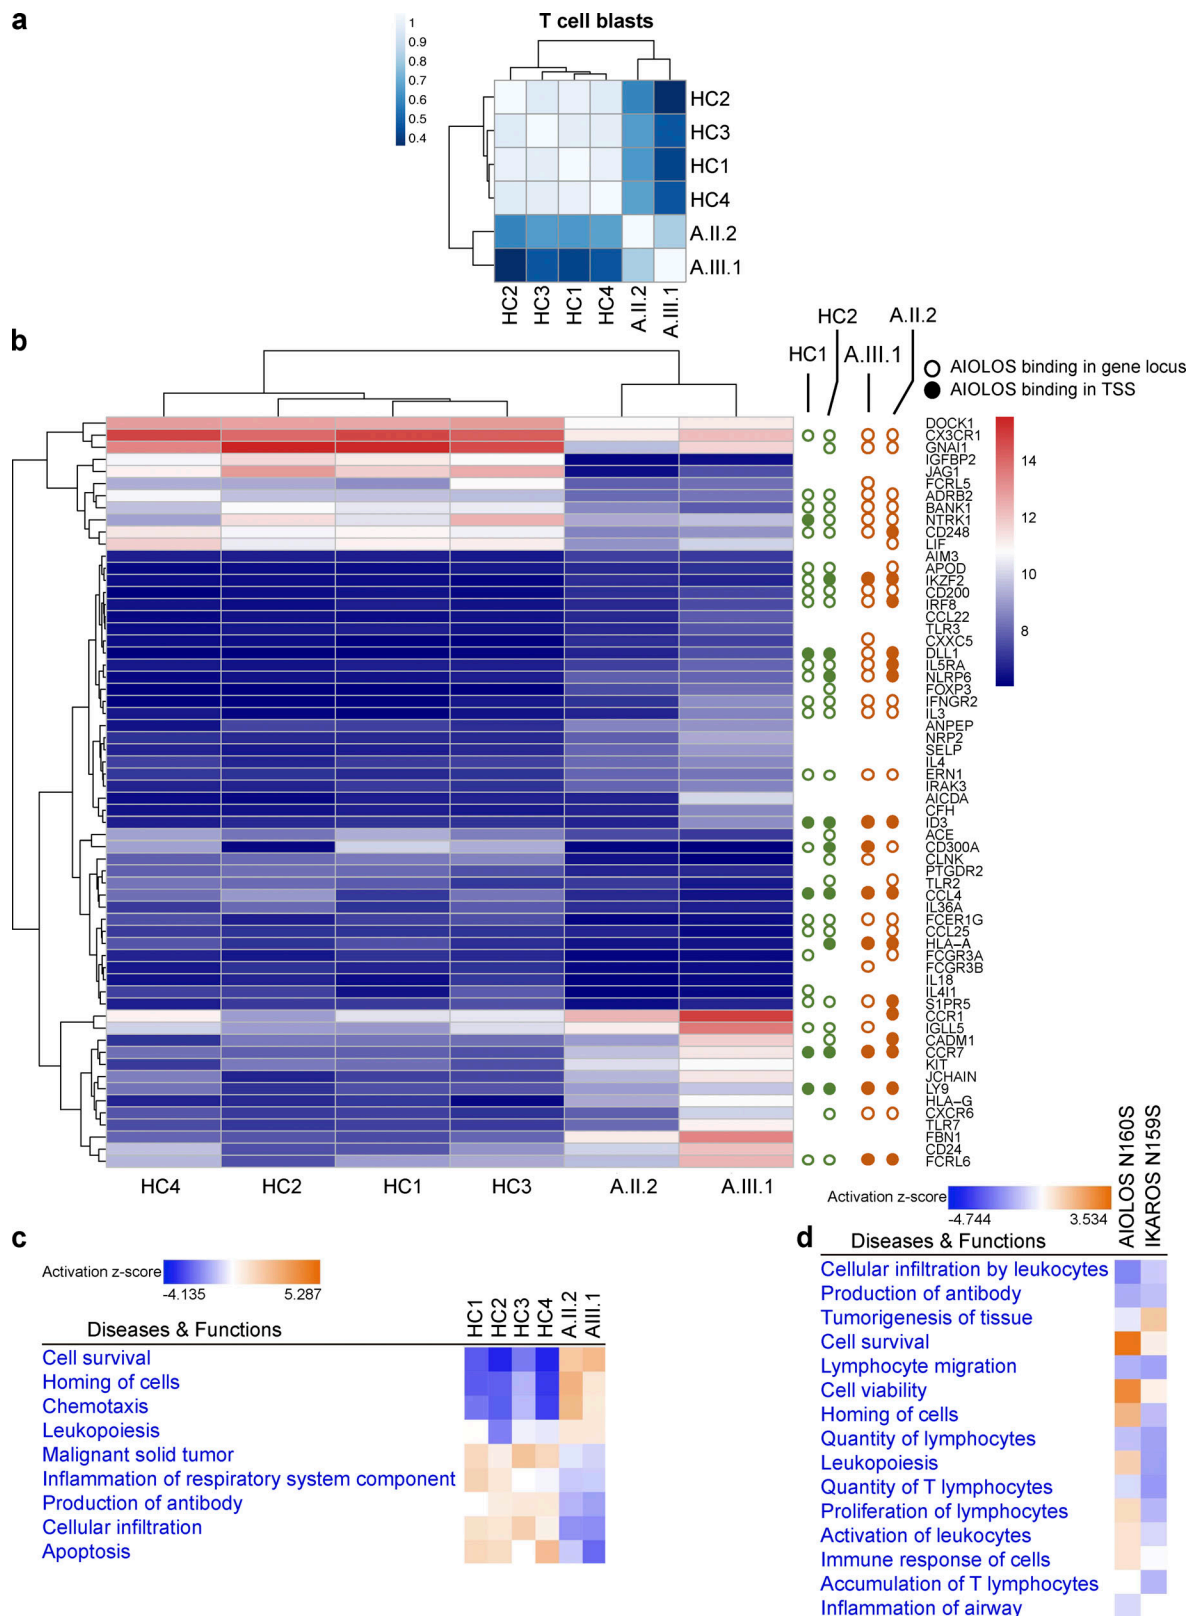 a
T cell blasts
1
0.9
0.8
0.7
0.6
0.5
0.4
HC2
HC3
HC1
HC4
A.II.2
A.III.1
HC2
HC3
HC1
HC4
A.II.2
A.III.1
b
HC1
HC2
A.III.1
A.II.2
AIOLOS binding in gene locus
AIOLOS binding in TSS
14
12
10
8
DOCK1
CX3CR1
GNAI1
IGFBP2
JAG1
FCRL5
ADRB2
BANK1
NTRK1
CD248
LIF
AIM3
APOD
IKZF2
CD200
IRF8
CCL22
TLR3
CXXC5
DLL1
IL5RA
NLRP6
FOXP3
IFNGR2
IL3
ANPEP
NRP2
SELP
IL4
ERN1
IRAK3
AICDA
CFH
ID3
ACE
CD300A
CLNK
PTGDR2
TLR2
CCL4
IL36A
FCER1G
CCL25
HLA–A
FCGR3A
FCGR3B
IL18
IL4I1
S1PR5
CCR1
IGLL5
CADM1
CCR7
KIT
JCHAIN
LY9
HLA–G
CXCR6
TLR7
FBN1
CD24
FCRL6
HC4
HC2
HC1
HC3
A.II.2
A.III.1
c
Activation z-score
-4.135
5.287
Diseases & Functions
HC1
HC2
HC3
HC4
A.II.2
AIII.1
Cell survival
Homing of cells
Chemotaxis
Leukopoiesis
Malignant solid tumor
Inflammation of respiratory system component
Production of antibody
Cellular infiltration
Apoptosis
d
Activation z-score
-4.744
3.534
AIOLOS N160S
IKAROS N159S
Diseases & Functions
Cellular infiltration by leukocytes
Production of antibody
Tumorigenesis of tissue
Cell survival
Lymphocyte migration
Cell viability
Homing of cells
Quantity of lymphocytes
Leukopoiesis
Quantity of T lymphocytes
Proliferation of lymphocytes
Activation of leukocytes
Immune response of cells
Accumulation of T lymphocytes
Inflammation of airway